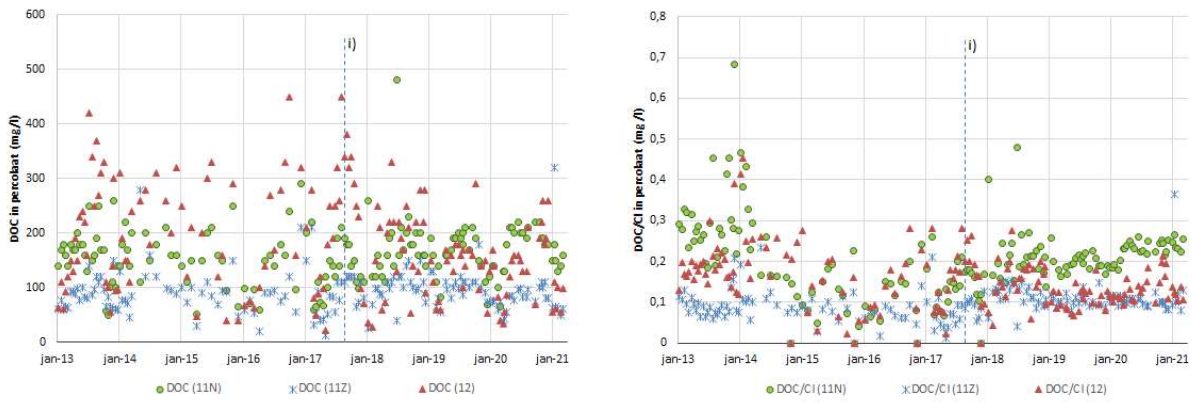 600
500
400
300
200
100
0
DOC in percolaat (mg/l)
i)
jan-13 jan-14 jan-15 jan-16 jan-17 jan-18 jan-19 jan-20 jan-21
DOC (11N) DOC (11Z) DOC (12)
0,8
0,7
0,6
0,5
0,4
0,3
0,2
0,1
0
DOC/Cl in percolaat (mg /l)
i)
jan-13 jan-14 jan-15 jan-16 jan-17 jan-18 jan-19 jan-20 jan-21
DOC/Cl (11N) DOC/Cl (11Z) DOC/Cl (12)